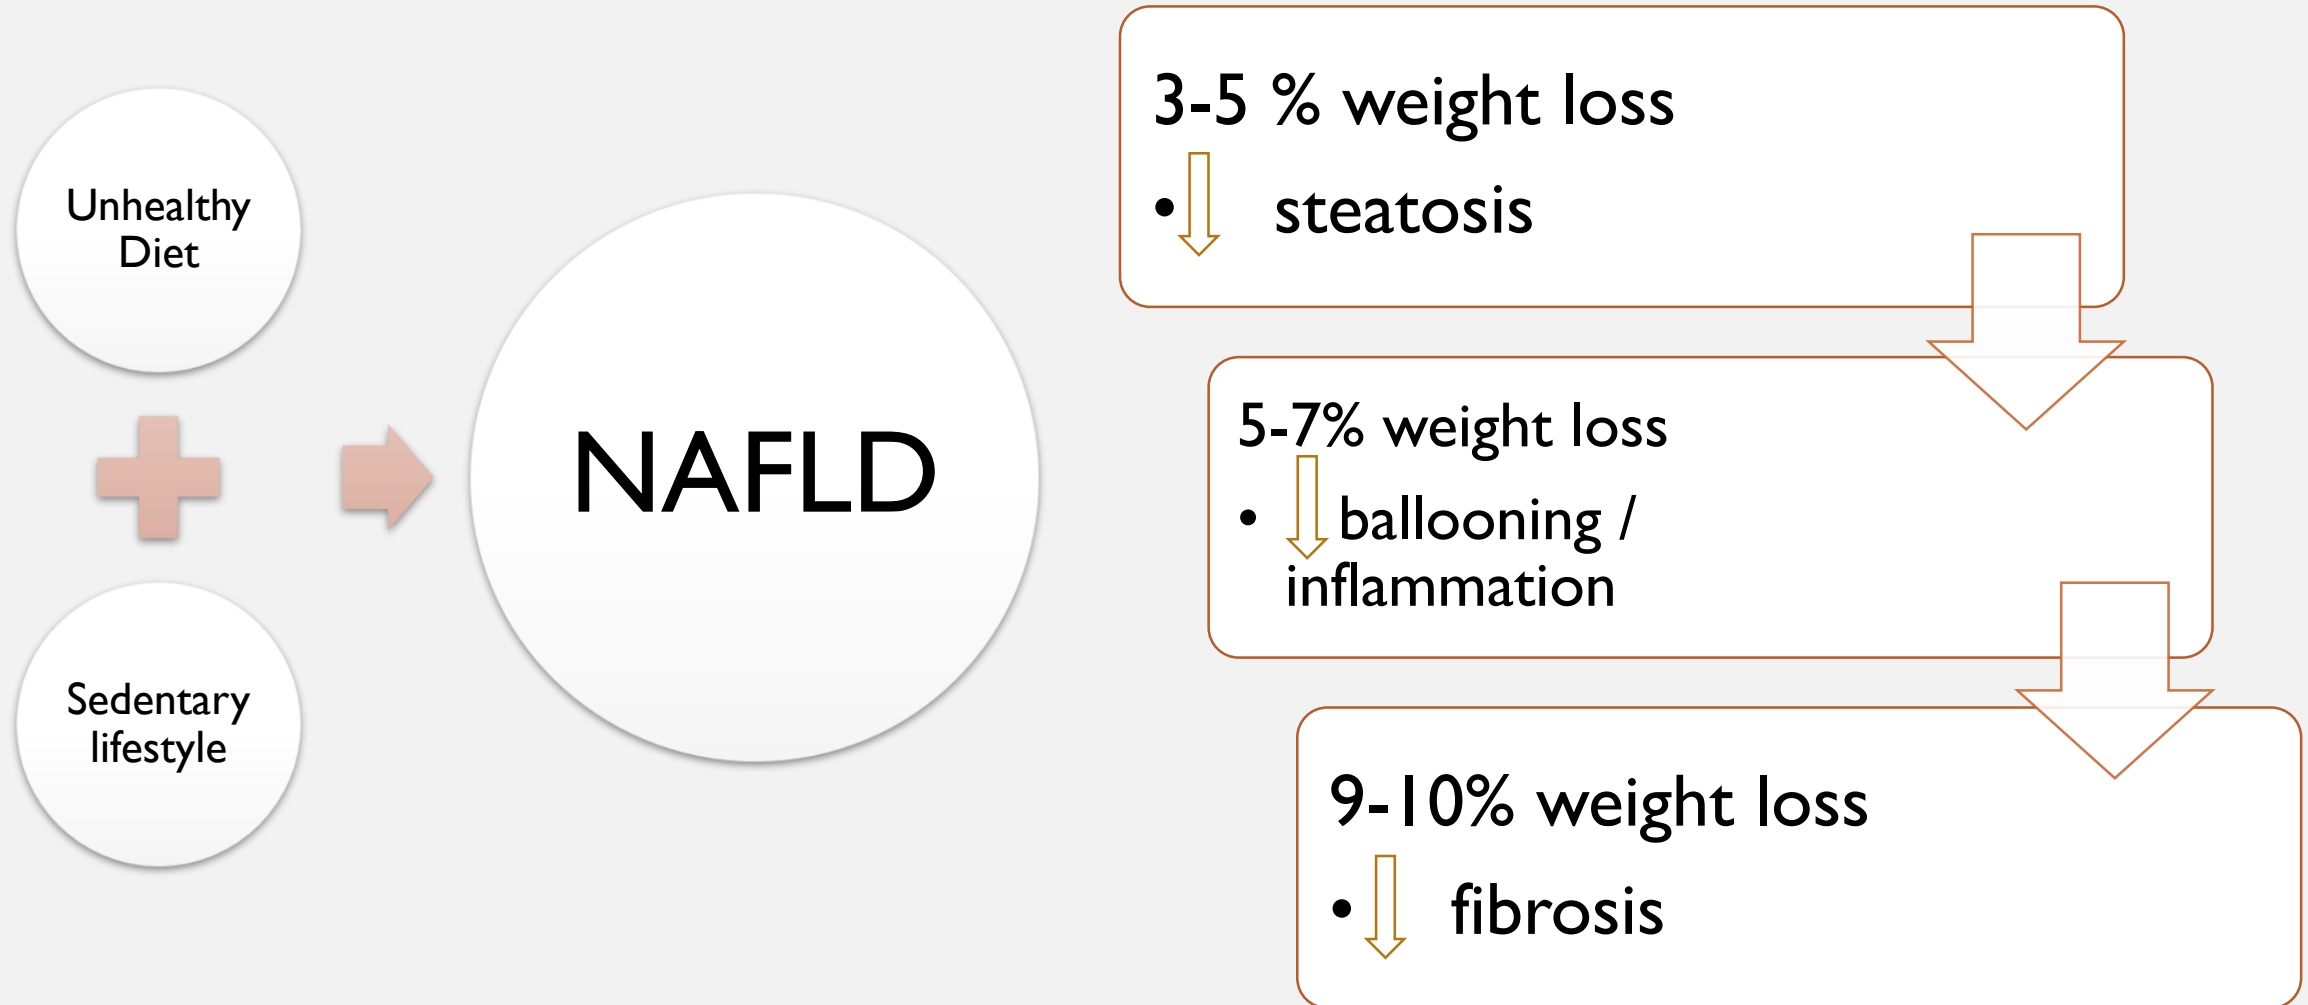 Unhealthy
Diet
Sedentary
lifestyle
NAFLD
3-5 % weight loss
• steatosis
5-7% weight loss
• ballooning /
inflammation
9-10% weight loss
• fibrosis